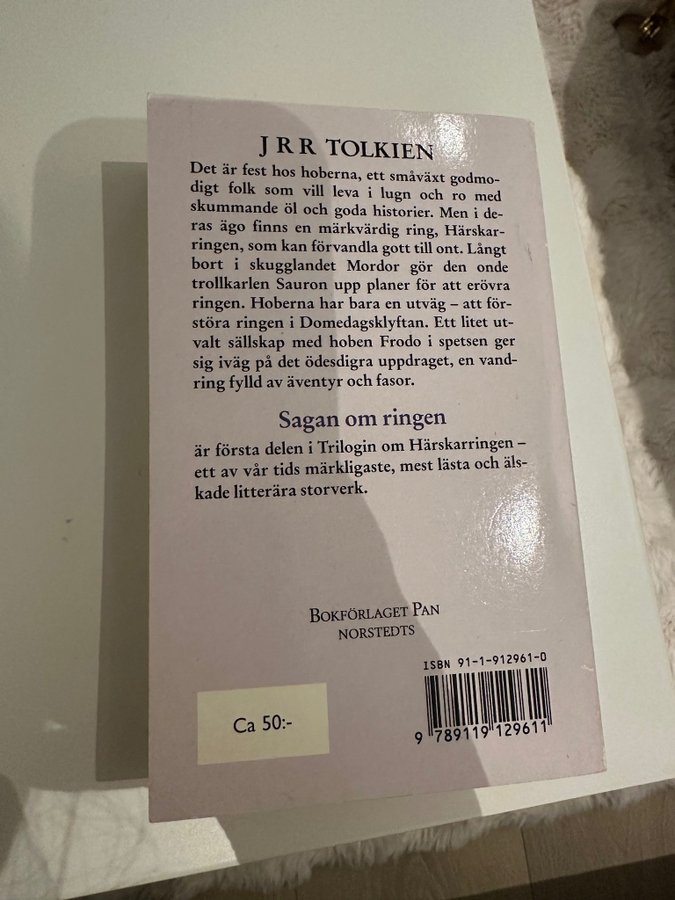 J R R TOLKIEN
Det är fest hos hoberna, ett småväxt godmo-
digt folk som vill leva i lugn och ro med
skummande öl och goda historier. Men i de-
ras ägo finns en märkvärdig ring, Härskar-
ringen, som kan förvandla gott till ont. Långt
bort i skugglandet Mordor gör den onde
trollkarlen Sauron upp planer för att erövra
ringen. Hoberna har bara en utväg – att för-
störa ringen i Domedagsklyftan. Ett litet ut-
valt sällskap med hoben Frodo i spetsen ger
sig iväg på det ödesdigra uppdraget, en vand-
ring fylld av äventyr och fasor.
Sagan om ringen
är första delen i Trilogin om Härskarringen –
ett av vår tids märkligaste, mest lästa och äls-
kade litterära storverk.
BOKFÖRLAGET PAN
NORSTEDTS
ISBN 91-1-912961-0
9 789119 129611
Ca 50:-